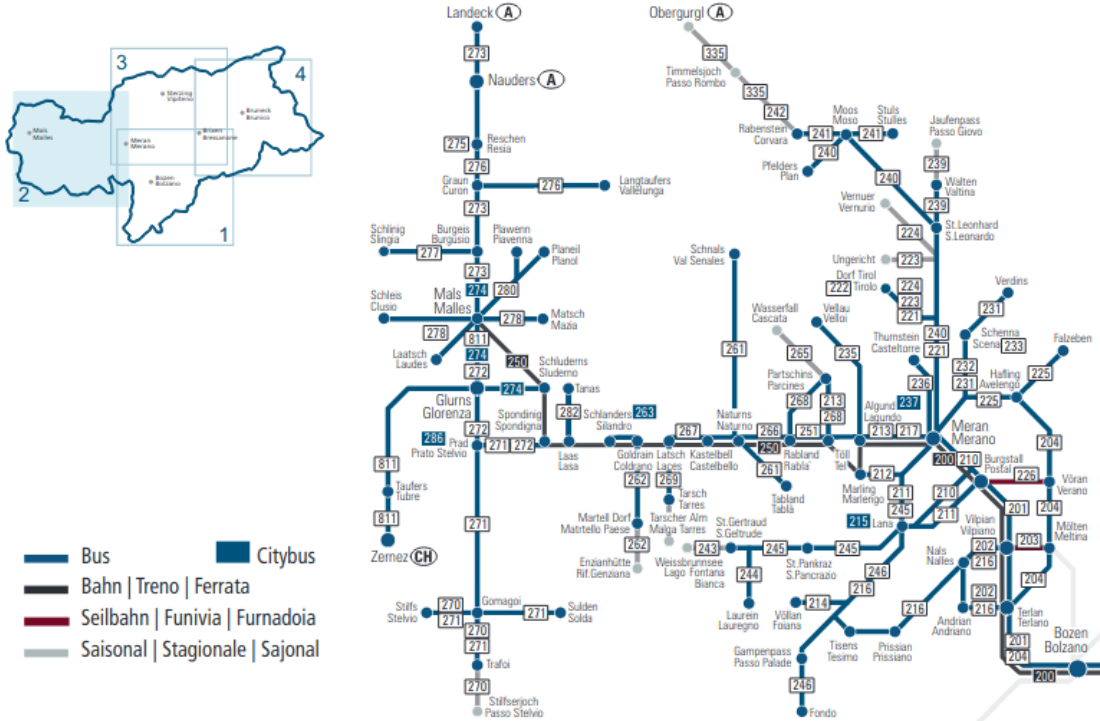 3
4
2
1
Sterzing
Vipiteno
Bruneck
Brunico
Mals
Malles
Meran
Merano
Brixen
Bressanone
Bozen
Bolzano
Landeck A
273
Nauders A
275
Reschen
Resia
276
Graun
Curon
276
Langtaufers
Vallelunga
273
Schlinig
Slingia
277
Burgeis
Burgusio
Plawenn
Piavenna
Planeil
Planol
273
274
280
Schleis
Clusio
Mals
Malles
278
Matsch
Mazia
278
811
274
250
Laatsch
Laudes
272
Schluderns
Sluderno
274
Glurns
Glorenza
Tanas
282
Spondinig
Spondigna
Schlanders
Silandro
263
272
286
Prad
Prato Stelvio
271
272
Laas
Lasa
811
Taufers
Tubre
811
Zernez CH
271
Stilfs
Stelvio
270
271
Gomagoi
271
Sulden
Solda
270
271
Trafoi
270
Stilfserjoch
Passo Stelvio
Goldrain
Coldrano
Latsch
Laces
267
Kastelbell
Castelbello
262
269
Tarsch
Tarres
Martell Dorf
Matrtello Paese
Tarscher Alm
Malga Tarres
262
Enzianhütte
Rif.Genziana
Schnals
Val Senales
261
Naturns
Naturno
266
250
251
261
Tabland
Tablà
Rabland
Rabla
Töll
Tel
Wasserfall
Cascata
265
Vellau
Velloi
235
Partschins
Parcines
268
213
268
Algund
Lagundo
237
213
217
212
Marling
Marlengo
Obergurgl A
335
Timmelsjoch
Passo Rombo
335
242
Rabenstein
Corvara
241
Moos
Moso
241
Stuls
Stulles
240
Pfelders
Plan
240
Jaufenpass
Passo Giovo
239
Walten
Valtina
239
St.Leonhard
S.Leonardo
Vernuer
Vernurio
224
Ungericht
223
Dorf Tirol
Tirolo
222
224
223
221
240
221
Thurnstein
Casteltorre
236
Verdins
231
Schenna
Scena
233
232
231
Falzeben
225
Hafling
Avelengo
225
204
Meran
Merano
200
210
Burgstall
Postal
226
Vöran
Verano
204
211
245
210
211
215
Lana
201
Vilpian
Vilpiano
203
Mölten
Meltina
202
216
Nals
Nalles
204
202
216
Andrian
Andriano
Terlan
Terlano
201
204
200
Bozen
Bolzano
St.Gertraud
S.Geltrude
243
Weissbrunnsee
Lago Fontana
Bianca
245
St.Pankraz
S.Pancrazio
245
244
Laurein
Lauregno
246
216
214
Völlan
Foiana
216
Tisens
Tesimo
Prissian
Prissiano
Gampenpass
Passo Palade
246
Fondo
Bus
Citybus
Bahn | Treno | Ferrata
Seilbahn | Funivia | Furnadoia
Saisonal | Stagionale | Sajonal